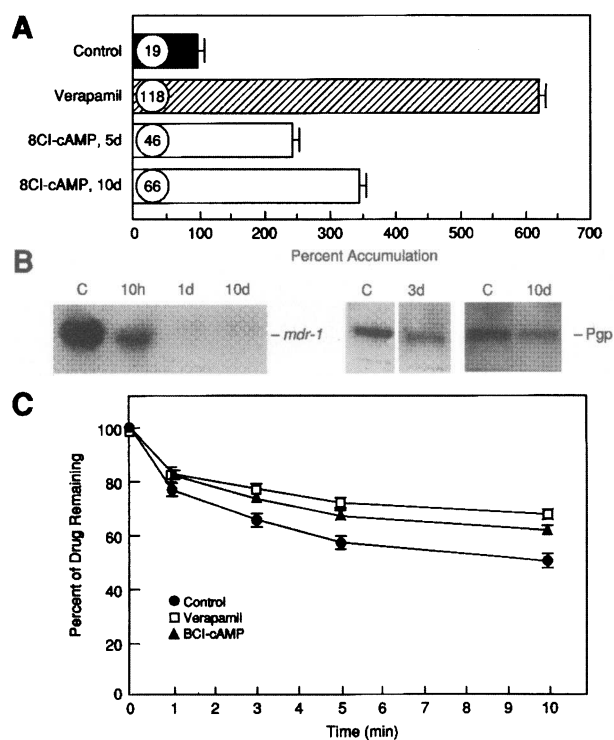 A
Control
19
Verapamil
118
8Cl-cAMP, 5d
46
8Cl-cAMP, 10d
66
0 100 200 300 400 500 600 700
Percent Accumulation
B
C 10h 1d 10d
– mdr-1
C 3d
C 10d
– Pgp
C
Percent of Drug Remaining
100
80
60
40
20
0
Control
Verapamil
BCl-cAMP
0 1 2 3 4 5 6 7 8 9 10
Time (min)